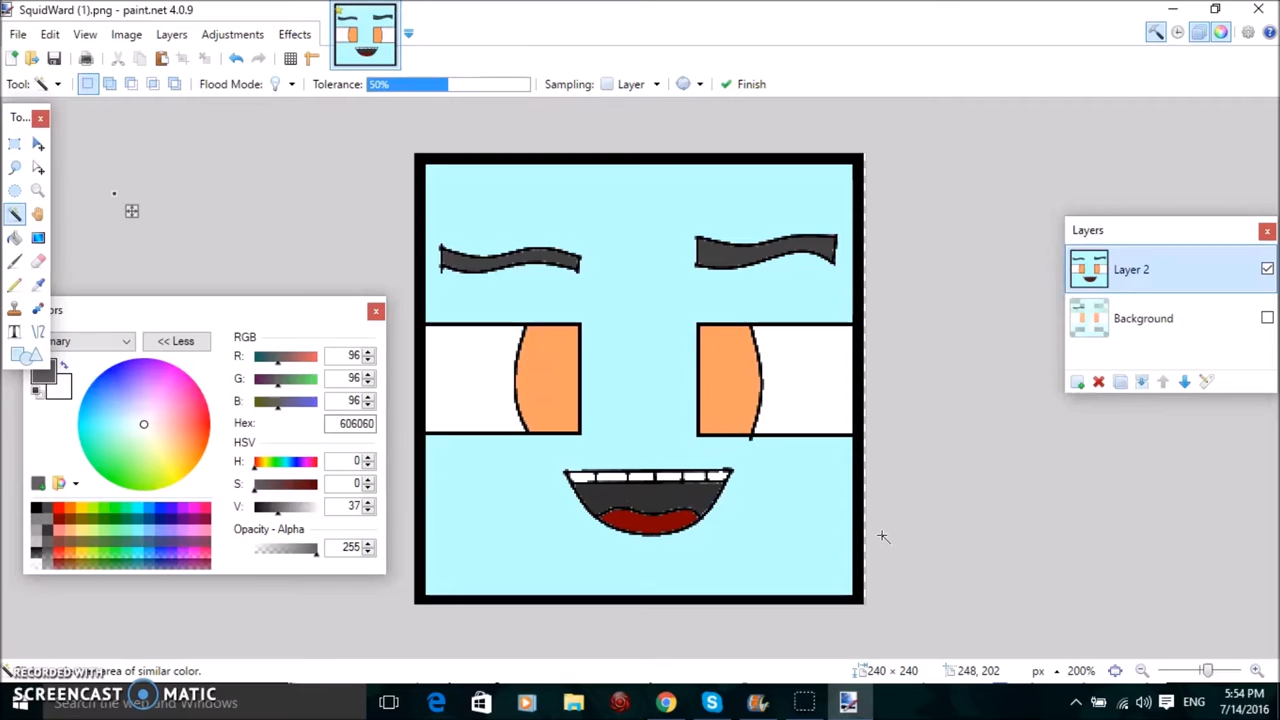 SquidWard (1).png - paint.net 4.0.9
File Edit View Image Layers Adjustments Effects
Tool: Flood Mode: Tolerance: 50% Sampling: Layer Finish
To...
Layers
Layer 2
Background
ors
nary << Less
RGB
R: 96
G: 96
B: 96
Hex: 606060
HSV
H: 0
S: 0
V: 37
Opacity - Alpha
255
area of similar color. 240 × 240 248, 202 px 200%
RECORDED WITH
SCREENCAST MATIC
Search the web and Windows
ENG
5:54 PM
7/14/2016